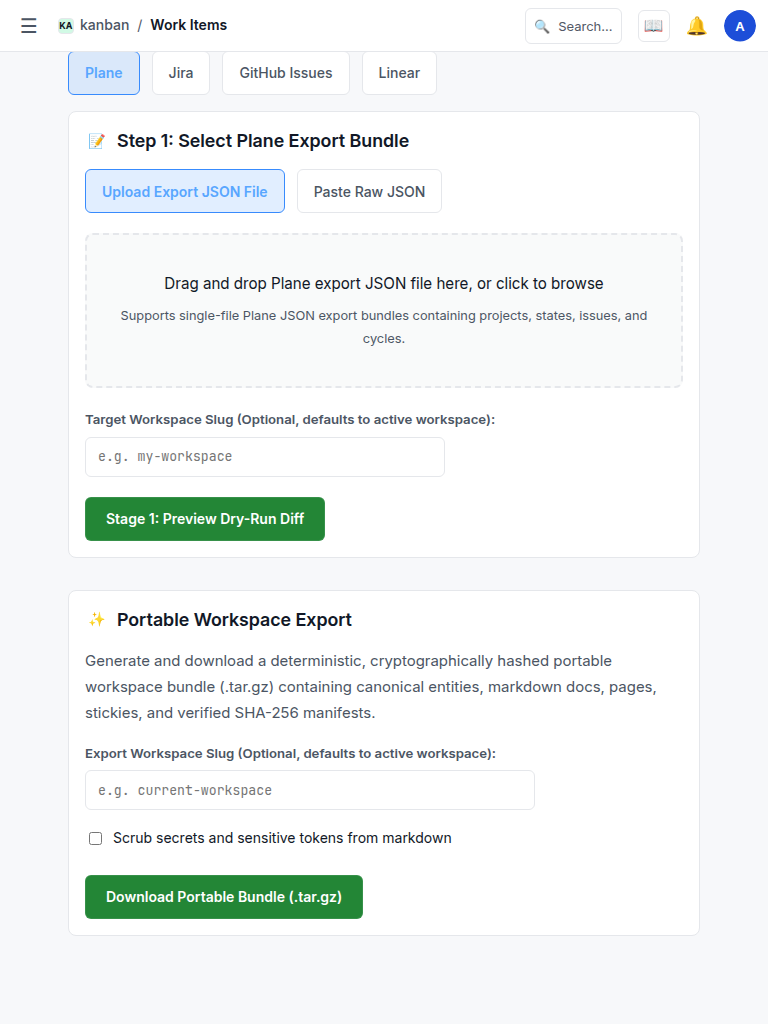 KA kanban / Work Items
Search...
A
Plane
Jira
GitHub Issues
Linear
Step 1: Select Plane Export Bundle
Upload Export JSON File
Paste Raw JSON
Drag and drop Plane export JSON file here, or click to browse
Supports single-file Plane JSON export bundles containing projects, states, issues, and
cycles.
Target Workspace Slug (Optional, defaults to active workspace):
e.g. my-workspace
Stage 1: Preview Dry-Run Diff
Portable Workspace Export
Generate and download a deterministic, cryptographically hashed portable
workspace bundle (.tar.gz) containing canonical entities, markdown docs, pages,
stickies, and verified SHA-256 manifests.
Export Workspace Slug (Optional, defaults to active workspace):
e.g. current-workspace
Scrub secrets and sensitive tokens from markdown
Download Portable Bundle (.tar.gz)